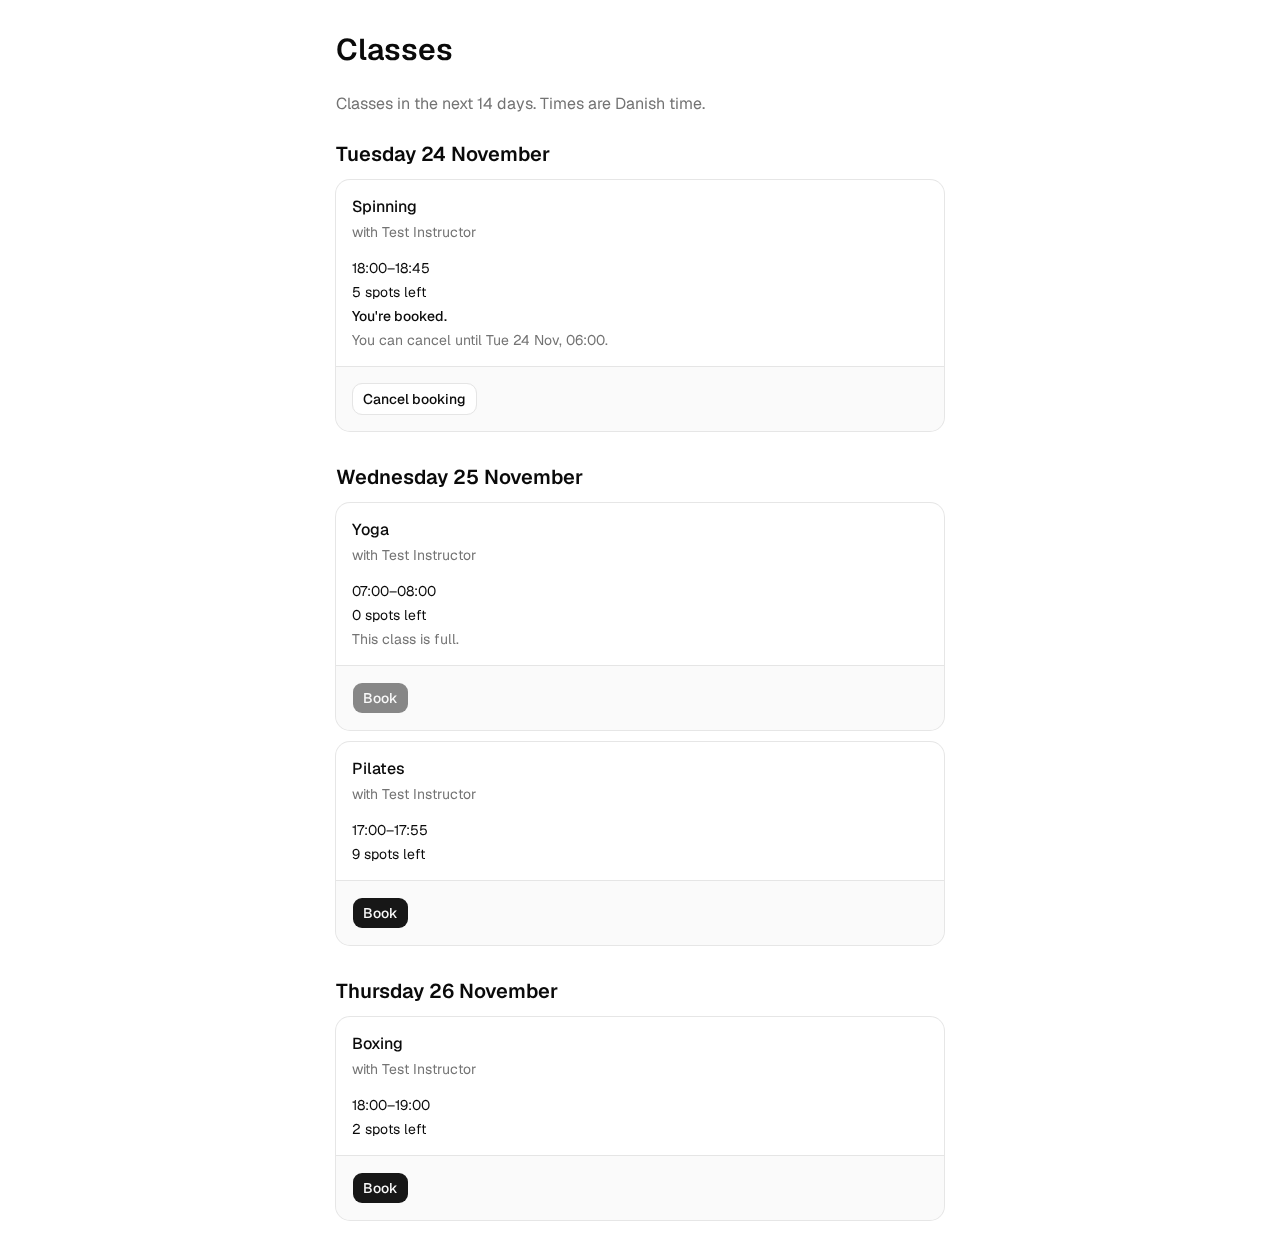 Classes
Classes in the next 14 days. Times are Danish time.
Tuesday 24 November
Spinning
with Test Instructor
18:00–18:45
5 spots left
You're booked.
You can cancel until Tue 24 Nov, 06:00.
Cancel booking
Wednesday 25 November
Yoga
with Test Instructor
07:00–08:00
0 spots left
This class is full.
Book
Pilates
with Test Instructor
17:00–17:55
9 spots left
Book
Thursday 26 November
Boxing
with Test Instructor
18:00–19:00
2 spots left
Book